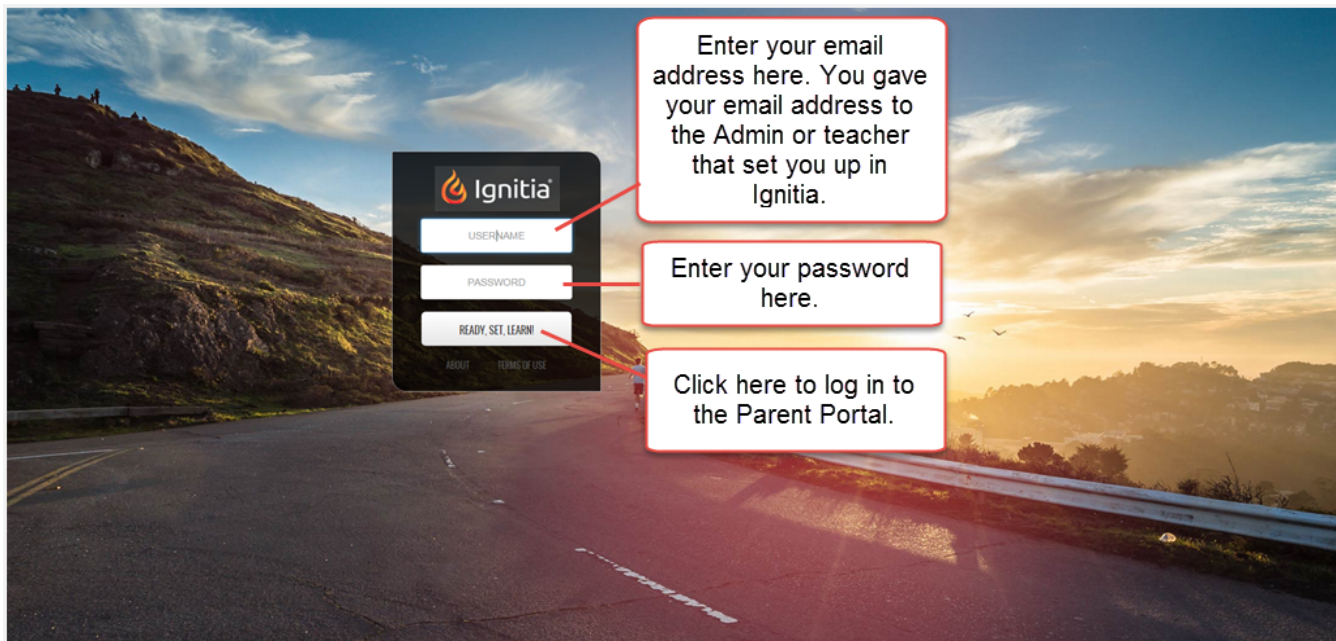 Enter your email
address here. You gave
your email address to
the Admin or teacher
that set you up in
Ignitia.
Ignitia®
USERNAME
Enter your password
here.
PASSWORD
READY, SET, LEARN!
Click here to log in to
the Parent Portal.
ABOUT TERMS OF USE